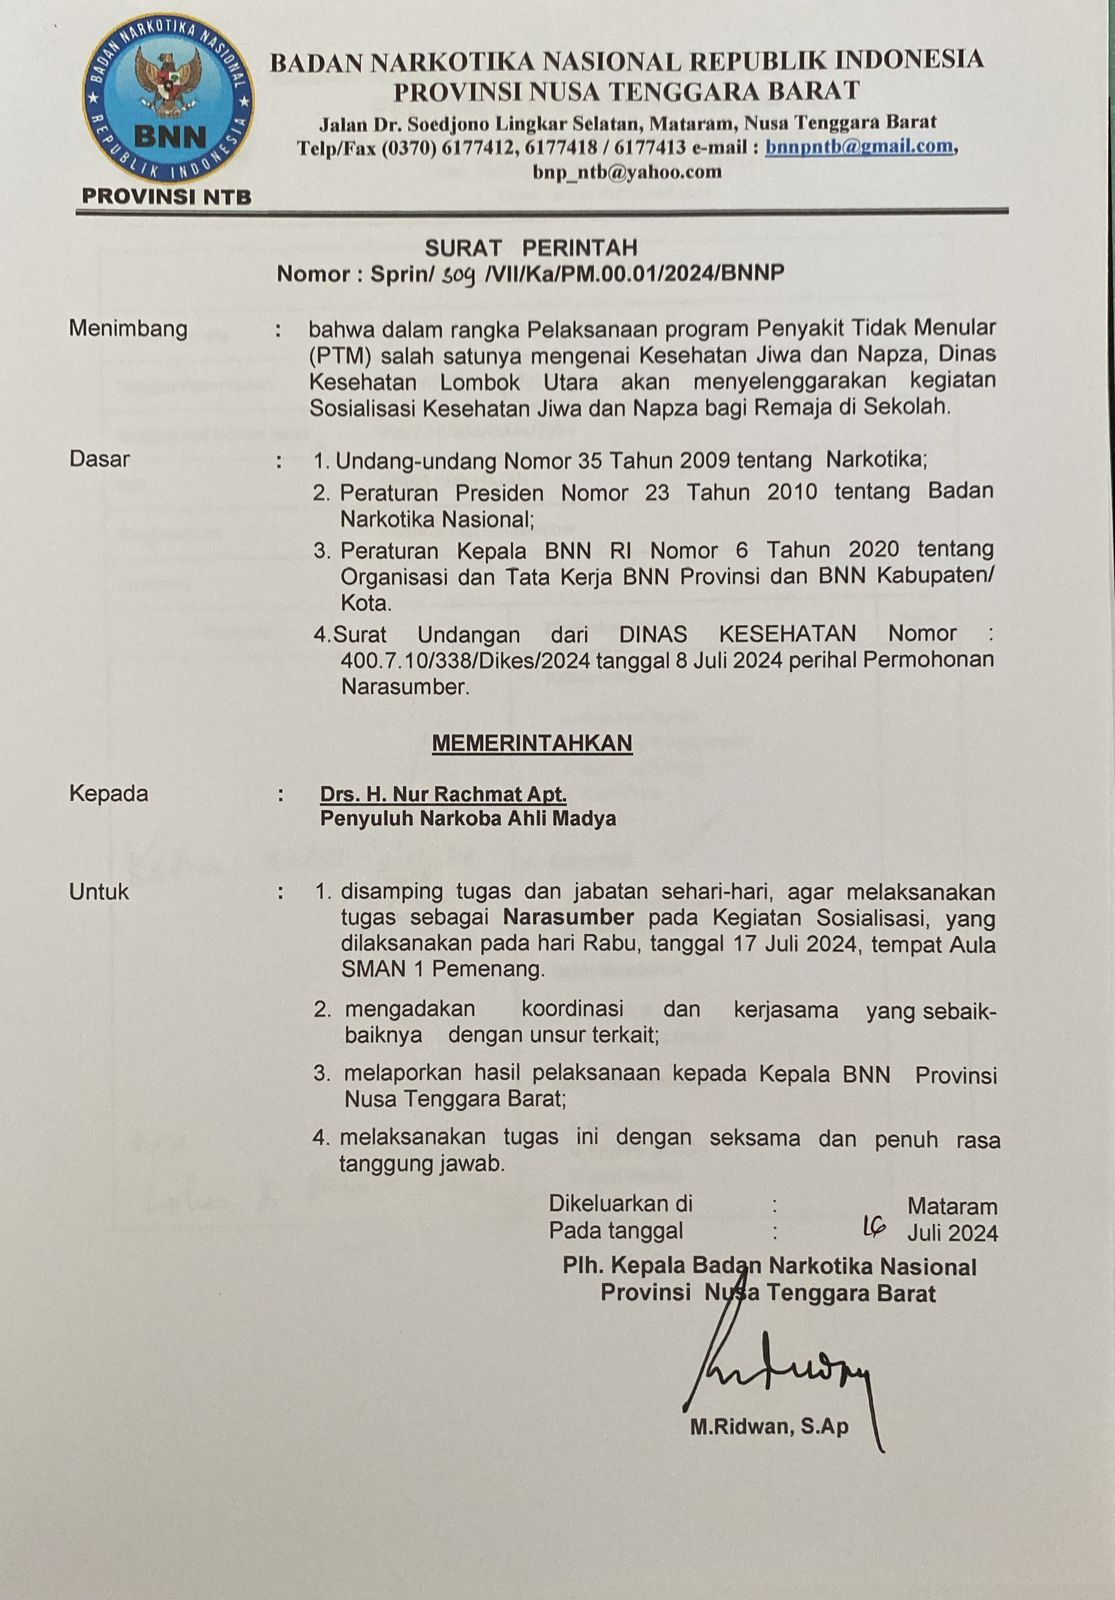 BADAN NARKOTIKA NASIONAL
REPUBLIK INDONESIA
BNN
PROVINSI NTB
BADAN NARKOTIKA NASIONAL REPUBLIK INDONESIA
PROVINSI NUSA TENGGARA BARAT
Jalan Dr. Soedjono Lingkar Selatan, Mataram, Nusa Tenggara Barat
Telp/Fax (0370) 6177412, 6177418 / 6177413 e-mail : bnnpntb@gmail.com,
bnp_ntb@yahoo.com
SURAT PERINTAH
Nomor : Sprin/ 309 /VII/Ka/PM.00.01/2024/BNNP
Menimbang : bahwa dalam rangka Pelaksanaan program Penyakit Tidak Menular
(PTM) salah satunya mengenai Kesehatan Jiwa dan Napza, Dinas
Kesehatan Lombok Utara akan menyelenggarakan kegiatan
Sosialisasi Kesehatan Jiwa dan Napza bagi Remaja di Sekolah.
Dasar : 1. Undang-undang Nomor 35 Tahun 2009 tentang Narkotika;
2. Peraturan Presiden Nomor 23 Tahun 2010 tentang Badan
Narkotika Nasional;
3. Peraturan Kepala BNN RI Nomor 6 Tahun 2020 tentang
Organisasi dan Tata Kerja BNN Provinsi dan BNN Kabupaten/
Kota.
4.Surat Undangan dari DINAS KESEHATAN Nomor :
400.7.10/338/Dikes/2024 tanggal 8 Juli 2024 perihal Permohonan
Narasumber.
MEMERINTAHKAN
Kepada : Drs. H. Nur Rachmat Apt.
Penyuluh Narkoba Ahli Madya
Untuk : 1. disamping tugas dan jabatan sehari-hari, agar melaksanakan
tugas sebagai Narasumber pada Kegiatan Sosialisasi, yang
dilaksanakan pada hari Rabu, tanggal 17 Juli 2024, tempat Aula
SMAN 1 Pemenang.
2. mengadakan koordinasi dan kerjasama yang sebaik-
baiknya dengan unsur terkait;
3. melaporkan hasil pelaksanaan kepada Kepala BNN Provinsi
Nusa Tenggara Barat;
4. melaksanakan tugas ini dengan seksama dan penuh rasa
tanggung jawab.
Dikeluarkan di : Mataram
Pada tanggal : 16 Juli 2024
Plh. Kepala Badan Narkotika Nasional
Provinsi Nusa Tenggara Barat
M.Ridwan, S.Ap